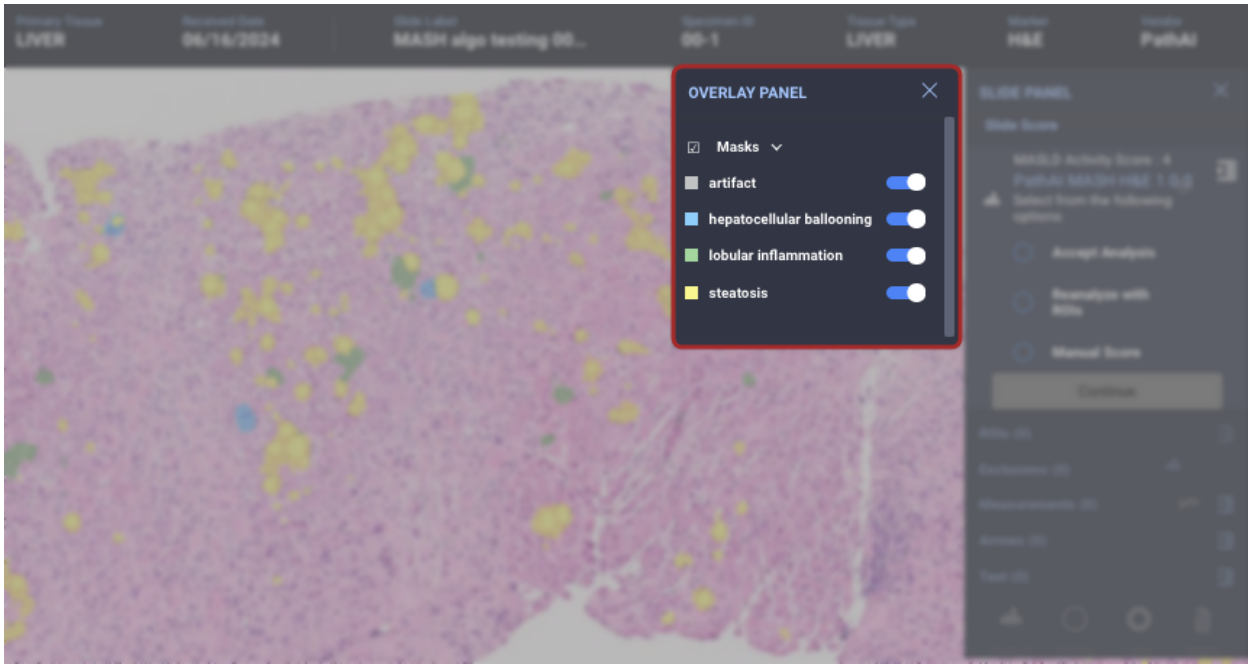 Primary Tissue
LIVER
Received Date
06/16/2024
Slide Label
MASH algo testing 00...
Specimen ID
00-1
Tissue Type
LIVER
Marker
H&E
Vendor
PathAI
OVERLAY PANEL
Masks
artifact
hepatocellular ballooning
lobular inflammation
steatosis
SLIDE PANEL
Slide Score
MASLD Activity Score : 4
PathAI MASH H&E 1.0.0
Select from the following
options
Accept Analysis
Reanalyze with
ROIs
Manual Score
Continue
ROIs (0)
Exclusions (0)
Measurements (0)
Arrows (0)
Text (0)